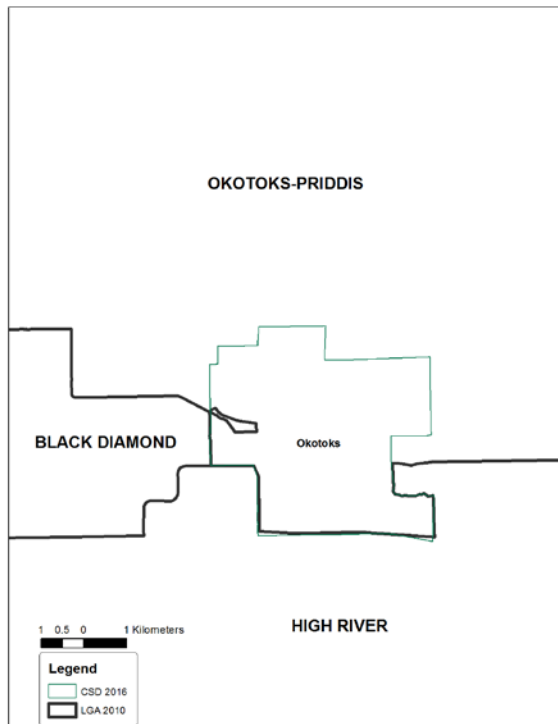 OKOTOKS-PRIDDIS
BLACK DIAMOND
Okotoks
HIGH RIVER
1 0.5 0 1 Kilometers
Legend
CSD 2016
LGA 2010